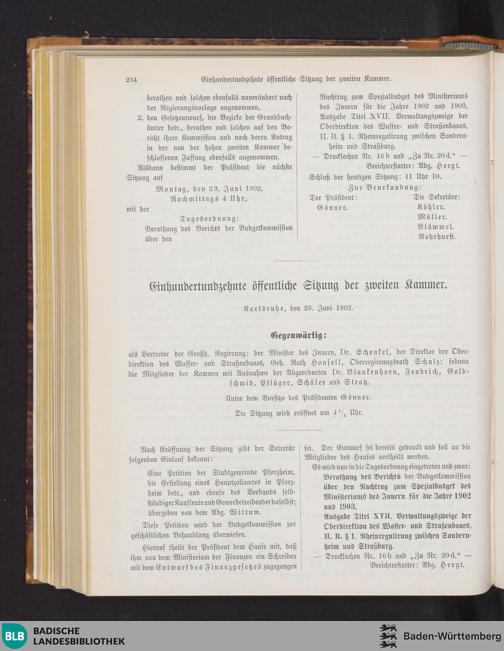 234
Einhundertundzehnte öffentliche Sitzung der zweiten Kammer.
berathen und solchen ebenfalls unverändert nach
der Regierungsvorlage angenommen,
2. den Gesetzentwurf, die Bezirke der Grundbuch-
ämter betr., berathen und solchen auf den Be-
richt ihrer Kommission und nach deren Antrag
in der von der hohen zweiten Kammer be-
schlossenen Fassung ebenfalls angenommen.
Alsdann bestimmt der Präsident die nächste
Sitzung auf
Montag, den 23. Juni 1902,
Nachmittags 4 Uhr,
mit der
Tagesordnung:
Berathung des Berichts der Budgetkommission
über den
Nachtrag zum Spezialbudget des Ministeriums
des Innern für die Jahre 1902 und 1903,
Ausgabe Titel XVII. Verwaltungszweige der
Oberdirektion des Wasser- und Straßenbaues,
II. B. § 1. Rheinregulirung zwischen Sondern-
heim und Straßburg.
— Drucksachen Nr. 16 b und „Zu Nr. 20 d.“ —
Berichterstatter: Abg. Hergt.
Schluß der heutigen Sitzung: 11 Uhr 10.
Zur Beurkundung:
Der Präsident: Die Sekretäre:
Gönner. Köhler.
Müller.
Blümmel.
Rohrhurst.
Einhundertundzehnte öffentliche Sitzung der zweiten Kammer.
Karlsruhe, den 23. Juni 1902.
Gegenwärtig:
als Vertreter der Großh. Regierung: der Minister des Innern, Dr. Schenkel, der Direktor der Ober-
direktion des Wasser- und Straßenbaues, Geh. Rath Honsell, Oberregierungsrath Schulz; sodann
die Mitglieder der Kammer mit Ausnahme der Abgeordneten Dr. Blankenhorn, Fendrich, Gold-
schmid, Pflüger, Schüler und Straß.
Unter dem Vorsitze des Präsidenten Gönner.
Die Sitzung wird eröffnet um 4¹/₄ Uhr.
Nach Eröffnung der Sitzung gibt der Sekretär
folgenden Einlauf bekannt:
Eine Petition der Stadtgemeinde Pforzheim,
die Erstellung eines Hauptzollamtes in Pforz-
heim betr., und ebenso des Verbands selb-
ständiger Kaufleute und Gewerbetreibender daselbst;
übergeben von dem Abg. Wittum.
Diese Petition wird der Budgetkommission zur
geschäftlichen Behandlung überwiesen.
Hierauf theilt der Präsident dem Hause mit, daß
ihm von dem Ministerium der Finanzen ein Schreiben
mit dem Entwurf des Finanzgesetzes zugegangen
sei. Der Entwurf sei bereits gedruckt und soll an die
Mitglieder des Hauses vertheilt werden.
Es wird nun in die Tagesordnung eingetreten und zwar:
Berathung des Berichts der Budgetkommission
über den Nachtrag zum Spezialbudget des
Ministeriums des Innern für die Jahre 1902
und 1903,
Ausgabe Titel XVII. Verwaltungszweige der
Oberdirektion des Wasser- und Straßenbaues,
II. B. § 1. Rheinregulirung zwischen Sondern-
heim und Straßburg.
— Drucksachen Nr. 16 b und „Zu Nr. 20 d.“ —
Berichterstatter: Abg. Hergt.
BLB
BADISCHE
LANDESBIBLIOTHEK
Baden-Württemberg